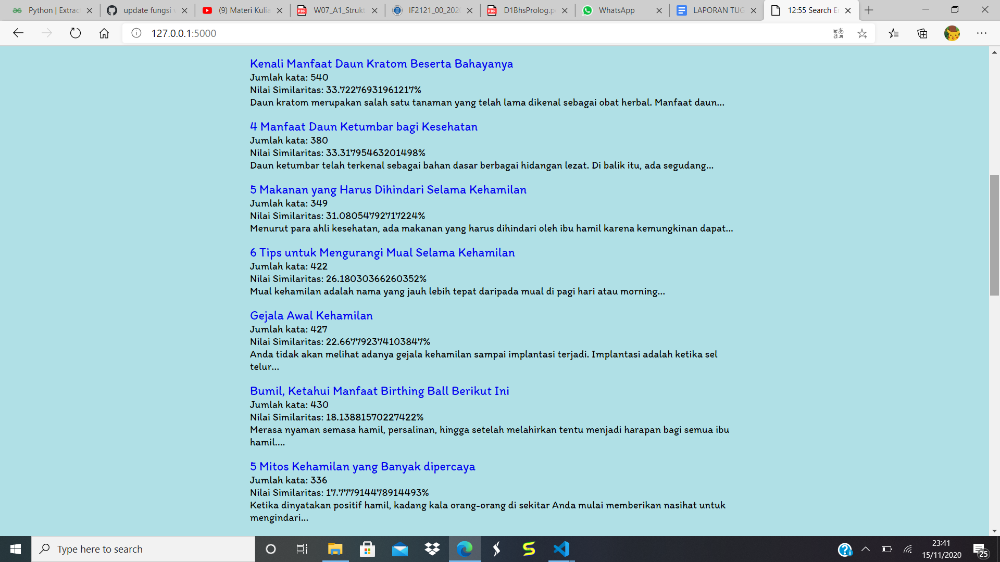 Python | Extrac
update fungsi v
(9) Materi Kulia
W07_A1_Strukt
IF2121_00_2020
D1BhsProlog.p
WhatsApp
LAPORAN TUG
12:55 Search En
127.0.0.1:5000
Kenali Manfaat Daun Kratom Beserta Bahayanya
Jumlah kata: 540
Nilai Similaritas: 33.72276931961217%
Daun kratom merupakan salah satu tanaman yang telah lama dikenal sebagai obat herbal. Manfaat daun...
4 Manfaat Daun Ketumbar bagi Kesehatan
Jumlah kata: 380
Nilai Similaritas: 33.31795463201498%
Daun ketumbar telah terkenal sebagai bahan dasar berbagai hidangan lezat. Di balik itu, ada segudang...
5 Makanan yang Harus Dihindari Selama Kehamilan
Jumlah kata: 349
Nilai Similaritas: 31.080547927172​24%
Menurut para ahli kesehatan, ada makanan yang harus dihindari oleh ibu hamil karena kemungkinan dapat...
6 Tips untuk Mengurangi Mual Selama Kehamilan
Jumlah kata: 422
Nilai Similaritas: 26.18030366260352%
Mual kehamilan adalah nama yang jauh lebih tepat daripada mual di pagi hari atau morning...
Gejala Awal Kehamilan
Jumlah kata: 427
Nilai Similaritas: 22.6677923741038​47%
Anda tidak akan melihat adanya gejala kehamilan sampai implantasi terjadi. Implantasi adalah ketika sel
telur...
Bumil, Ketahui Manfaat Birthing Ball Berikut Ini
Jumlah kata: 430
Nilai Similaritas: 18.13881570227422%
Merasa nyaman semasa hamil, persalinan, hingga setelah melahirkan tentu menjadi harapan bagi semua ibu
hamil....
5 Mitos Kehamilan yang Banyak dipercaya
Jumlah kata: 336
Nilai Similaritas: 17.777914478914493%
Ketika dinyatakan positif hamil, kadang kala orang-orang di sekitar Anda mulai memberikan nasihat untuk
mengindari...
Type here to search
23:41
15/11/2020
25